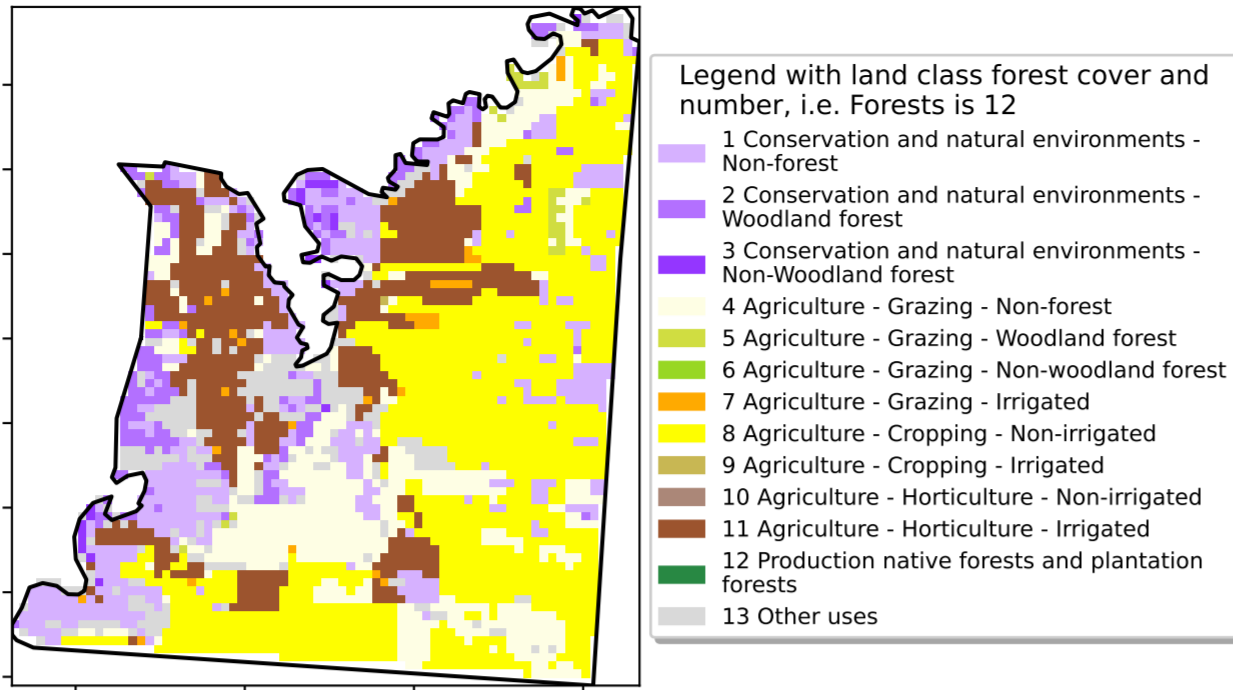 Legend with land class forest cover and
number, i.e. Forests is 12
1 Conservation and natural environments -
Non-forest
2 Conservation and natural environments -
Woodland forest
3 Conservation and natural environments -
Non-Woodland forest
4 Agriculture - Grazing - Non-forest
5 Agriculture - Grazing - Woodland forest
6 Agriculture - Grazing - Non-woodland forest
7 Agriculture - Grazing - Irrigated
8 Agriculture - Cropping - Non-irrigated
9 Agriculture - Cropping - Irrigated
10 Agriculture - Horticulture - Non-irrigated
11 Agriculture - Horticulture - Irrigated
12 Production native forests and plantation
forests
13 Other uses